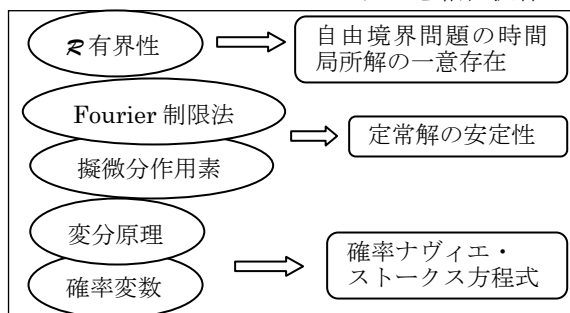 𝓡有界性
自由境界問題の時間
局所解の一意存在
Fourier 制限法
擬微分作用素
定常解の安定性
変分原理
確率変数
確率ナヴィエ・
ストークス方程式